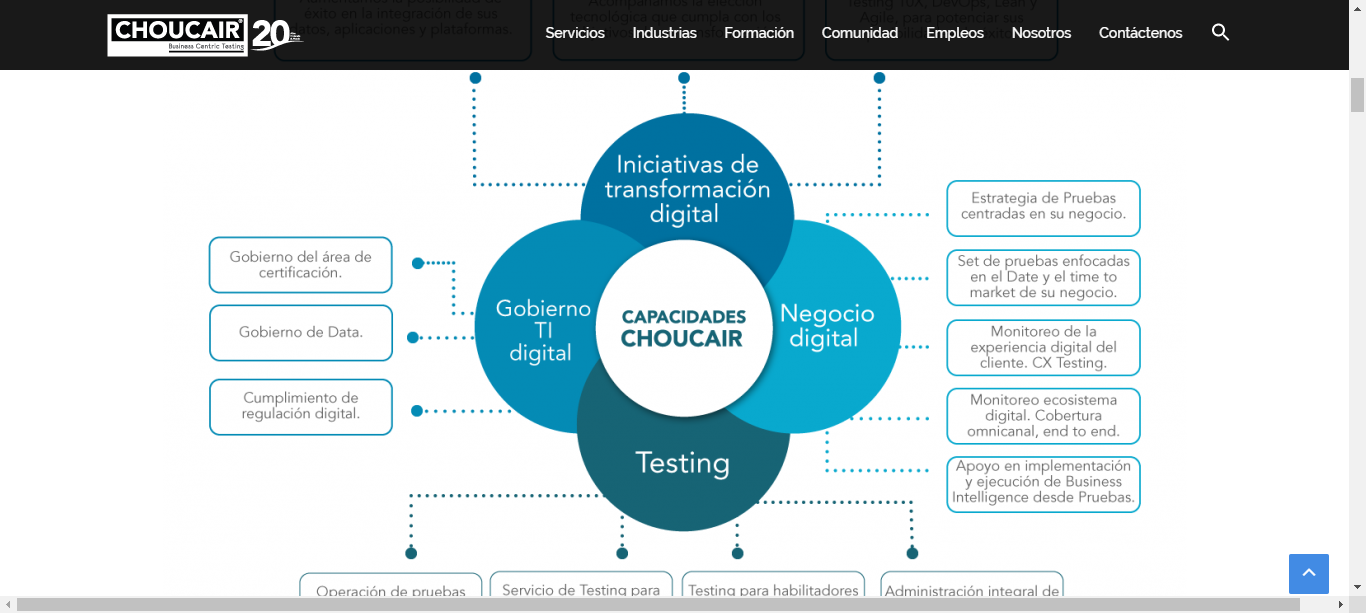 CHOUCAIR
Business Centric Testing
20
Servicios
Industrias
Formación
Comunidad
Empleos
Nosotros
Contáctenos
éxito en la integración de sus
datos, aplicaciones y plataformas.
Acompañamos la elección
tecnológica que cumpla con los
Testing 10X, DevOps, Lean y
Agile, para potenciar sus
Iniciativas de
transformación
digital
Gobierno
TI
digital
CAPACIDADES
CHOUCAIR
Negocio
digital
Testing
Gobierno del área de
certificación.
Gobierno de Data.
Cumplimiento de
regulación digital.
Estrategia de Pruebas
centradas en su negocio.
Set de pruebas enfocadas
en el Date y el time to
market de su negocio.
Monitoreo de la
experiencia digital del
cliente. CX Testing.
Monitoreo ecosistema
digital. Cobertura
omnicanal, end to end.
Apoyo en implementación
y ejecución de Business
Intelligence desde Pruebas.
Operación de pruebas
Servicio de Testing para
Testing para habilitadores
Administración integral de